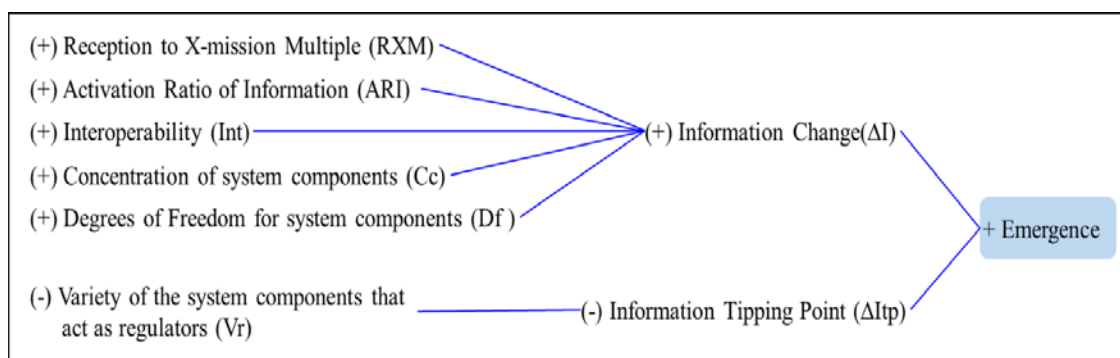 (+) Reception to X-mission Multiple (RXM)
(+) Activation Ratio of Information (ARI)
(+) Interoperability (Int)
(+) Information Change(ΔI)
(+) Concentration of system components (Cc)
(+) Degrees of Freedom for system components (Df )
+ Emergence
(-) Variety of the system components that
act as regulators (Vr)
(-) Information Tipping Point (ΔItp)